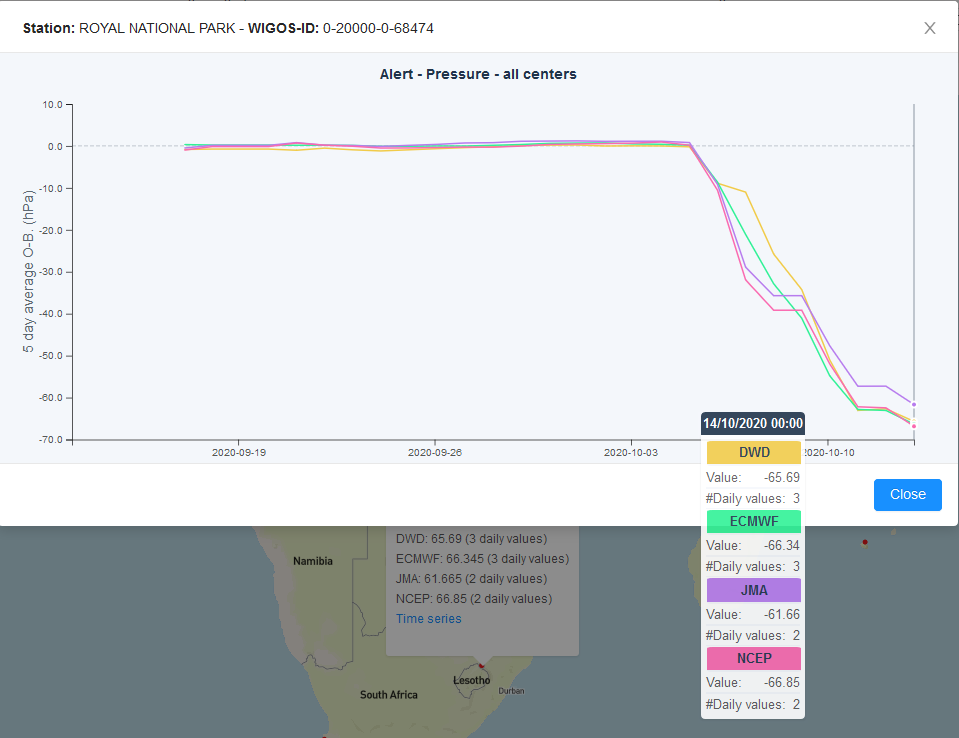 Station: ROYAL NATIONAL PARK - WIGOS-ID: 0-20000-0-68474
X
Alert - Pressure - all centers
5 day average O-B. (hPa)
10.0
0.0
-10.0
-20.0
-30.0
-40.0
-50.0
-60.0
-70.0
2020-09-19
2020-09-26
2020-10-03
2020-10-10
14/10/2020 00:00
DWD
Value: -65.69
#Daily values: 3
ECMWF
Value: -66.34
#Daily values: 3
JMA
Value: -61.66
#Daily values: 2
NCEP
Value: -66.85
#Daily values: 2
Close
DWD: 65.69 (3 daily values)
ECMWF: 66.345 (3 daily values)
JMA: 61.665 (2 daily values)
NCEP: 66.85 (2 daily values)
Time series
Namibia
Lesotho
Durban
South Africa